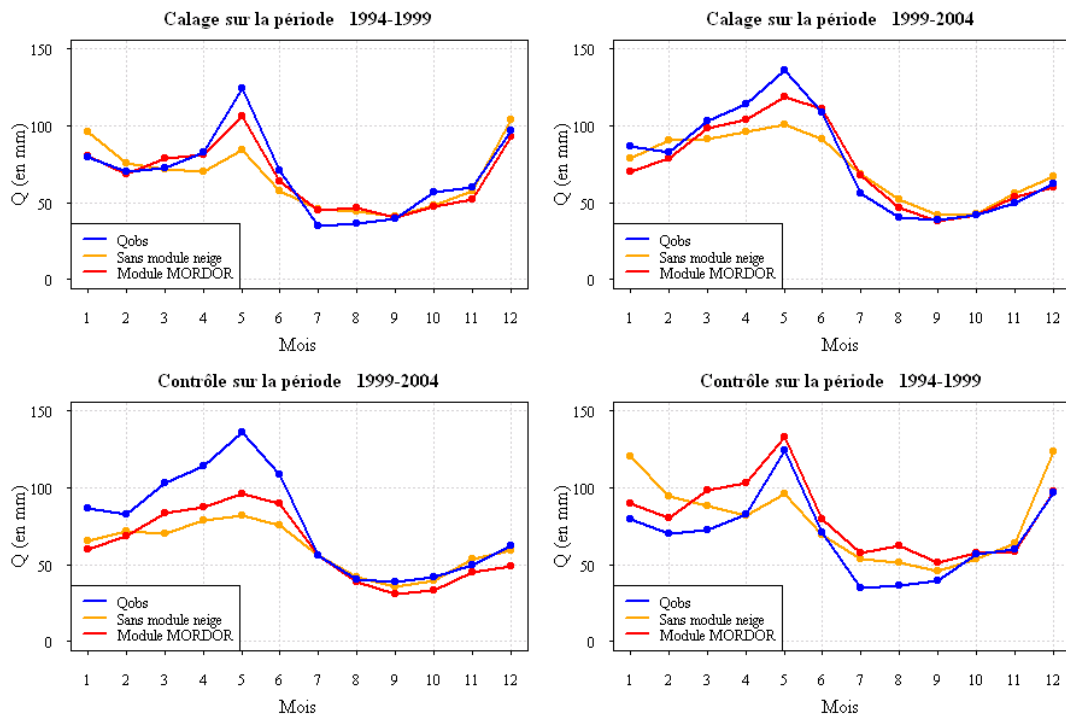 Calage sur la période 1994-1999
150
100
50
0
Q (en mm)
Qobs
Sans module neige
Module MORDOR
1 2 3 4 5 6 7 8 9 10 11 12
Mois
Calage sur la période 1999-2004
150
100
50
0
Q (en mm)
Qobs
Sans module neige
Module MORDOR
1 2 3 4 5 6 7 8 9 10 11 12
Mois
Contrôle sur la période 1999-2004
150
100
50
0
Q (en mm)
Qobs
Sans module neige
Module MORDOR
1 2 3 4 5 6 7 8 9 10 11 12
Mois
Contrôle sur la période 1994-1999
150
100
50
0
Q (en mm)
Qobs
Sans module neige
Module MORDOR
1 2 3 4 5 6 7 8 9 10 11 12
Mois